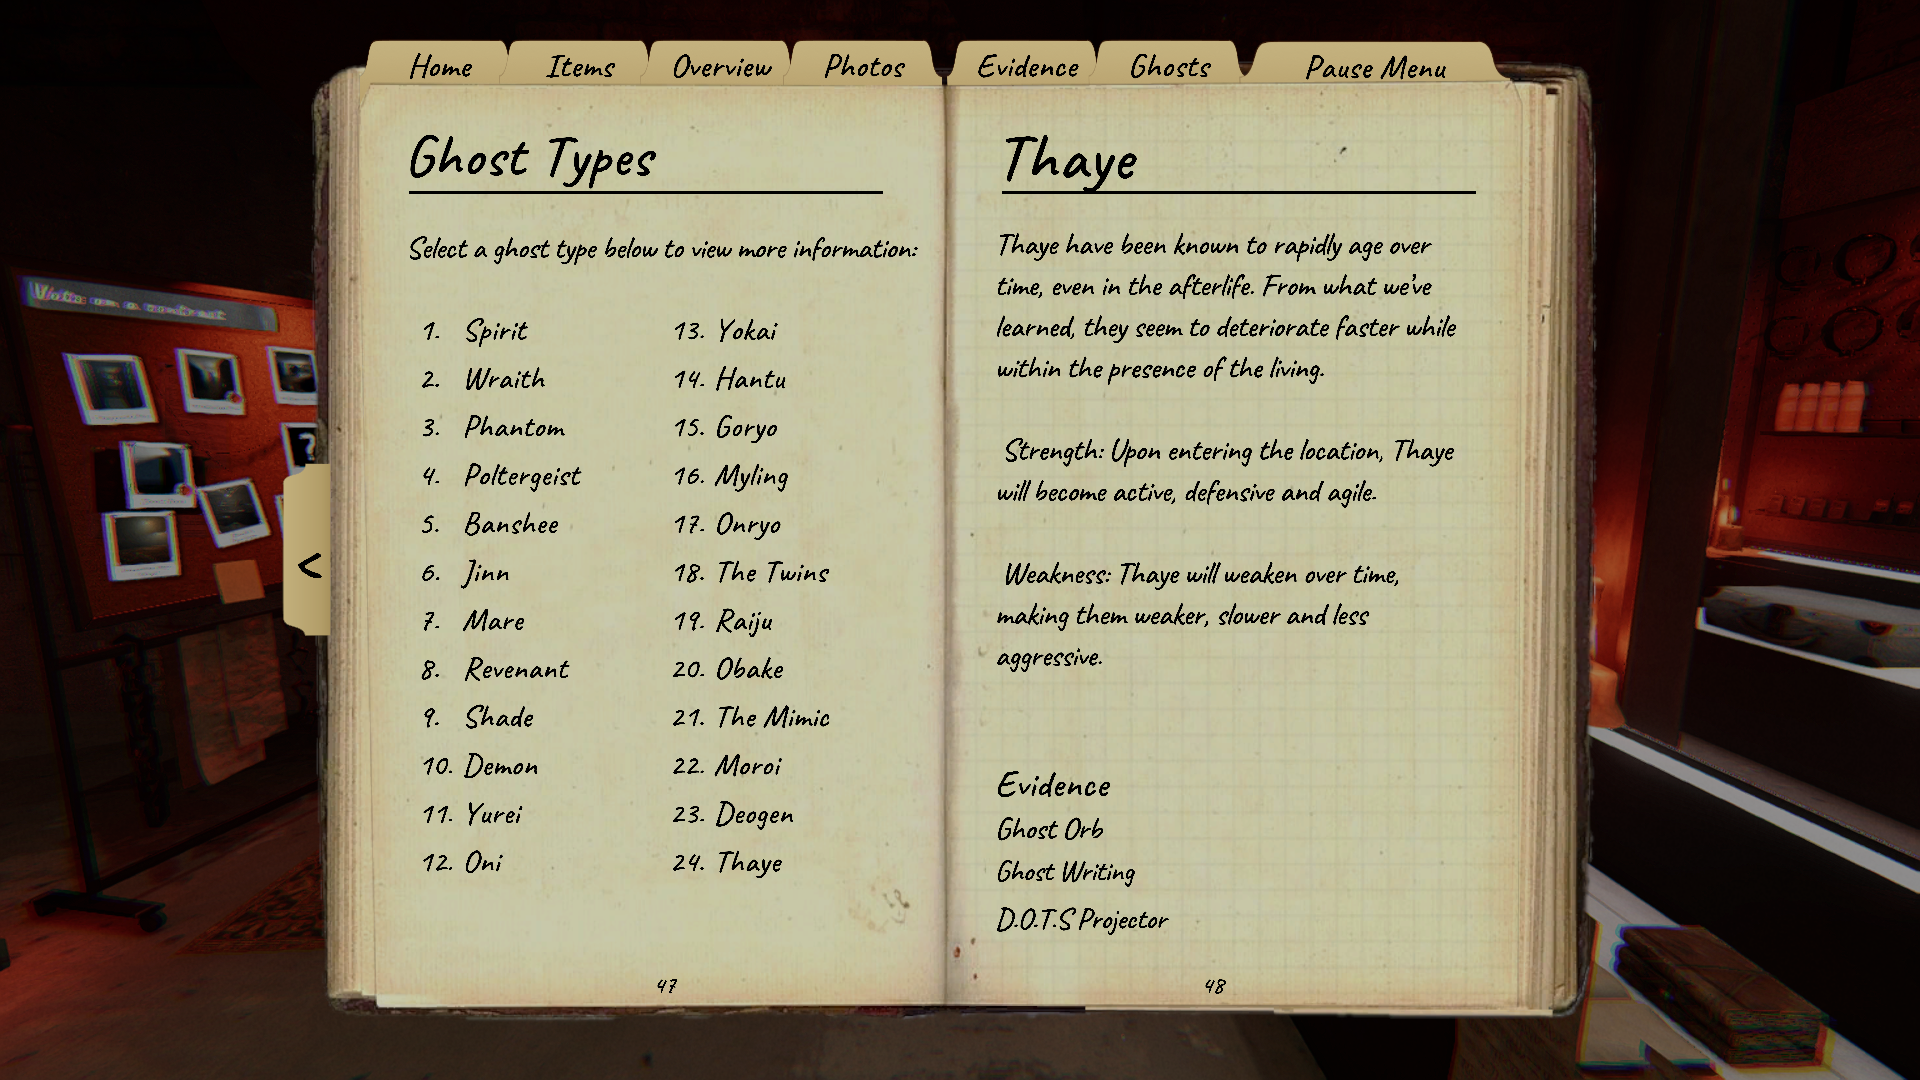 Home Items Overview Photos Evidence Ghosts Pause Menu
Ghost Types
Select a ghost type below to view more information:
1. Spirit
2. Wraith
3. Phantom
4. Poltergeist
5. Banshee
6. Jinn
7. Mare
8. Revenant
9. Shade
10. Demon
11. Yurei
12. Oni
13. Yokai
14. Hantu
15. Goryo
16. Myling
17. Onryo
18. The Twins
19. Raiju
20. Obake
21. The Mimic
22. Moroi
23. Deogen
24. Thaye
47
<
Thaye
Thaye have been known to rapidly age over
time, even in the afterlife. From what we've
learned, they seem to deteriorate faster while
within the presence of the living.
Strength: Upon entering the location, Thaye
will become active, defensive and agile.
Weakness: Thaye will weaken over time,
making them weaker, slower and less
aggressive.
Evidence
Ghost Orb
Ghost Writing
D.O.T.S Projector
48
?